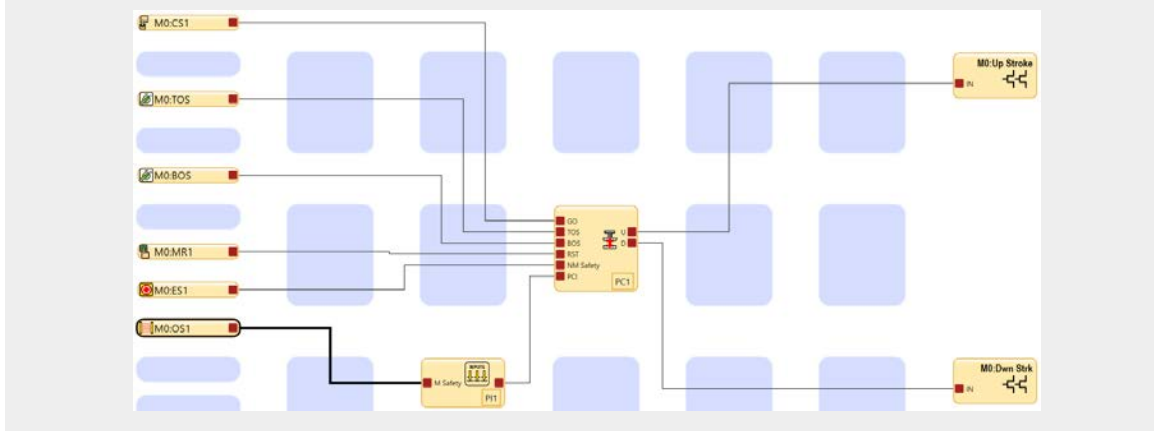 M0:CS1
M0:Up Stroke
IN
M0:TOS
M0:BOS
GO
TOS
BOS
RST
NM Safety
PCI
U
D
PC1
M0:MR1
M0:ES1
M0:OS1
M Safety
INPUTS
PI1
M0:Dwn Strk
IN